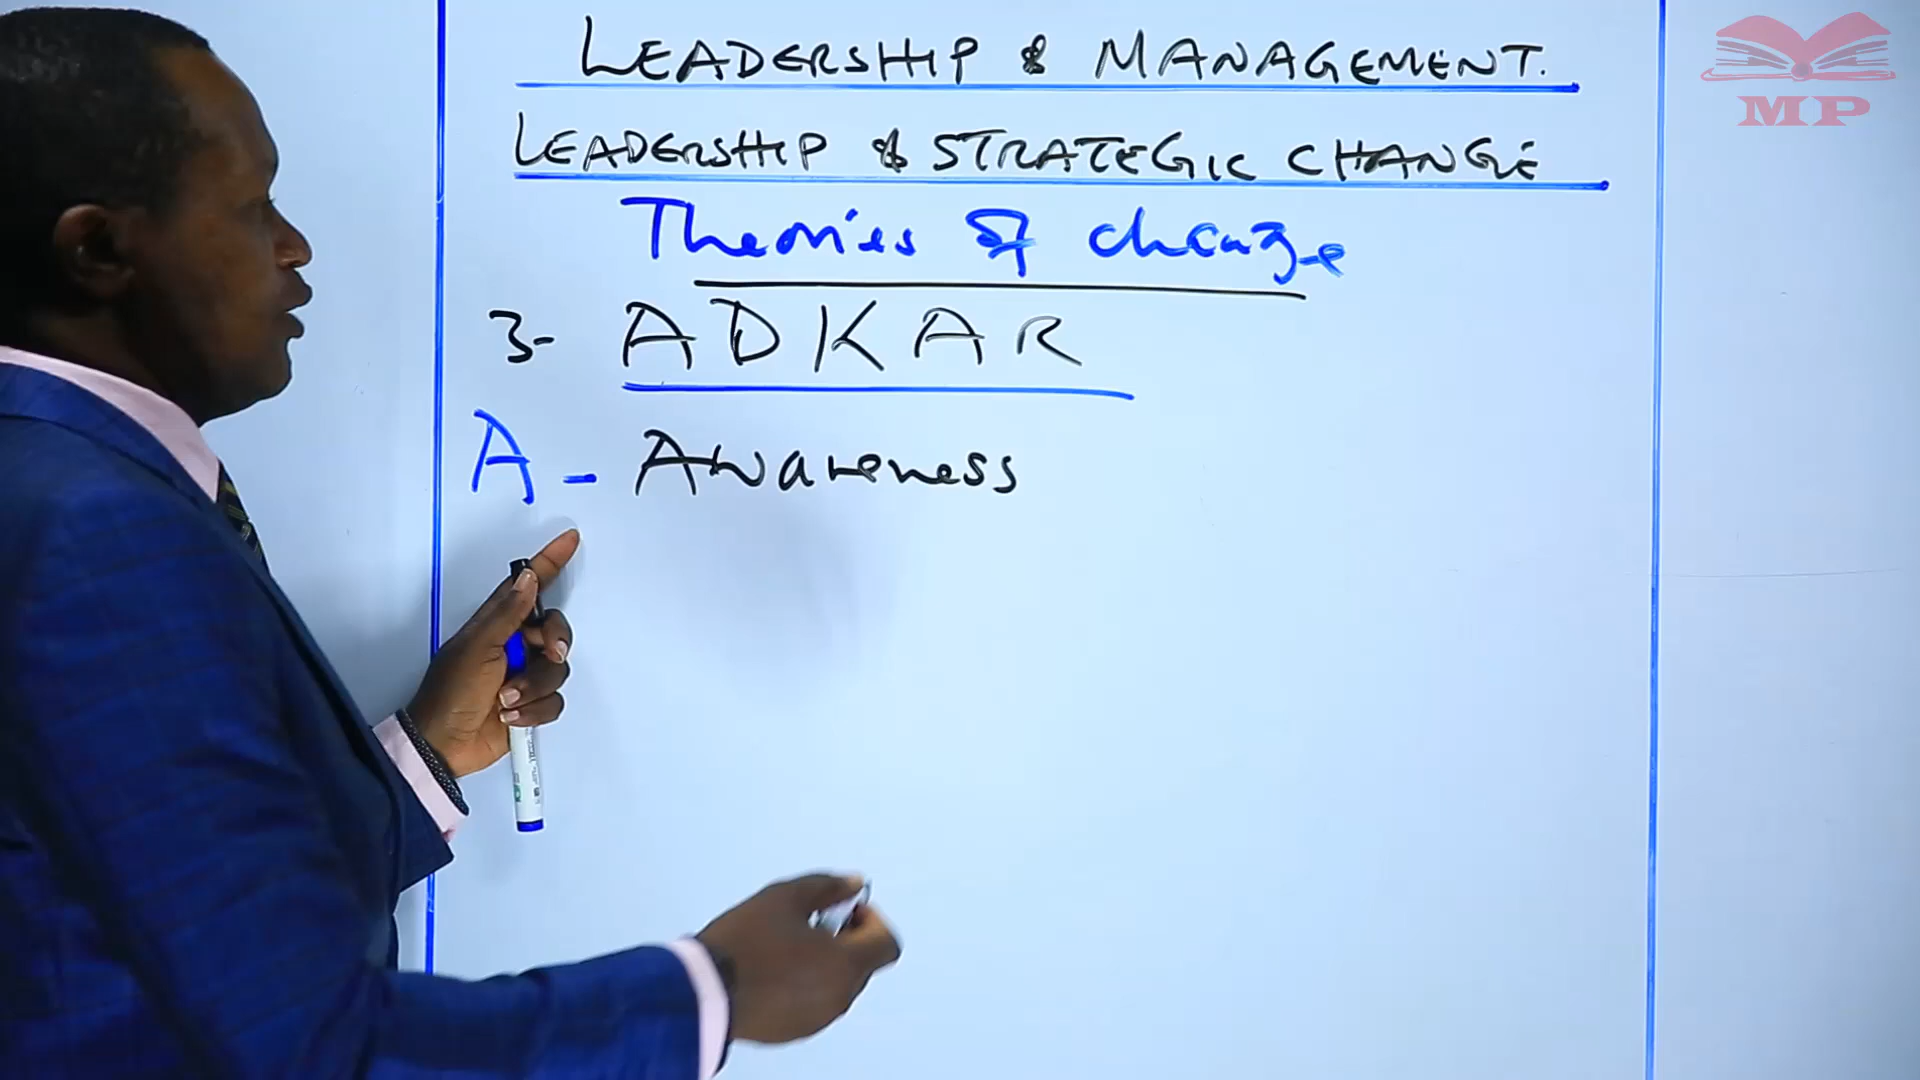 LEADERSHIP & MANAGEMENT.
LEADERSHIP & STRATEGIC CHANGE
Theories of change
3- ADKAR
A - Awareness
MP